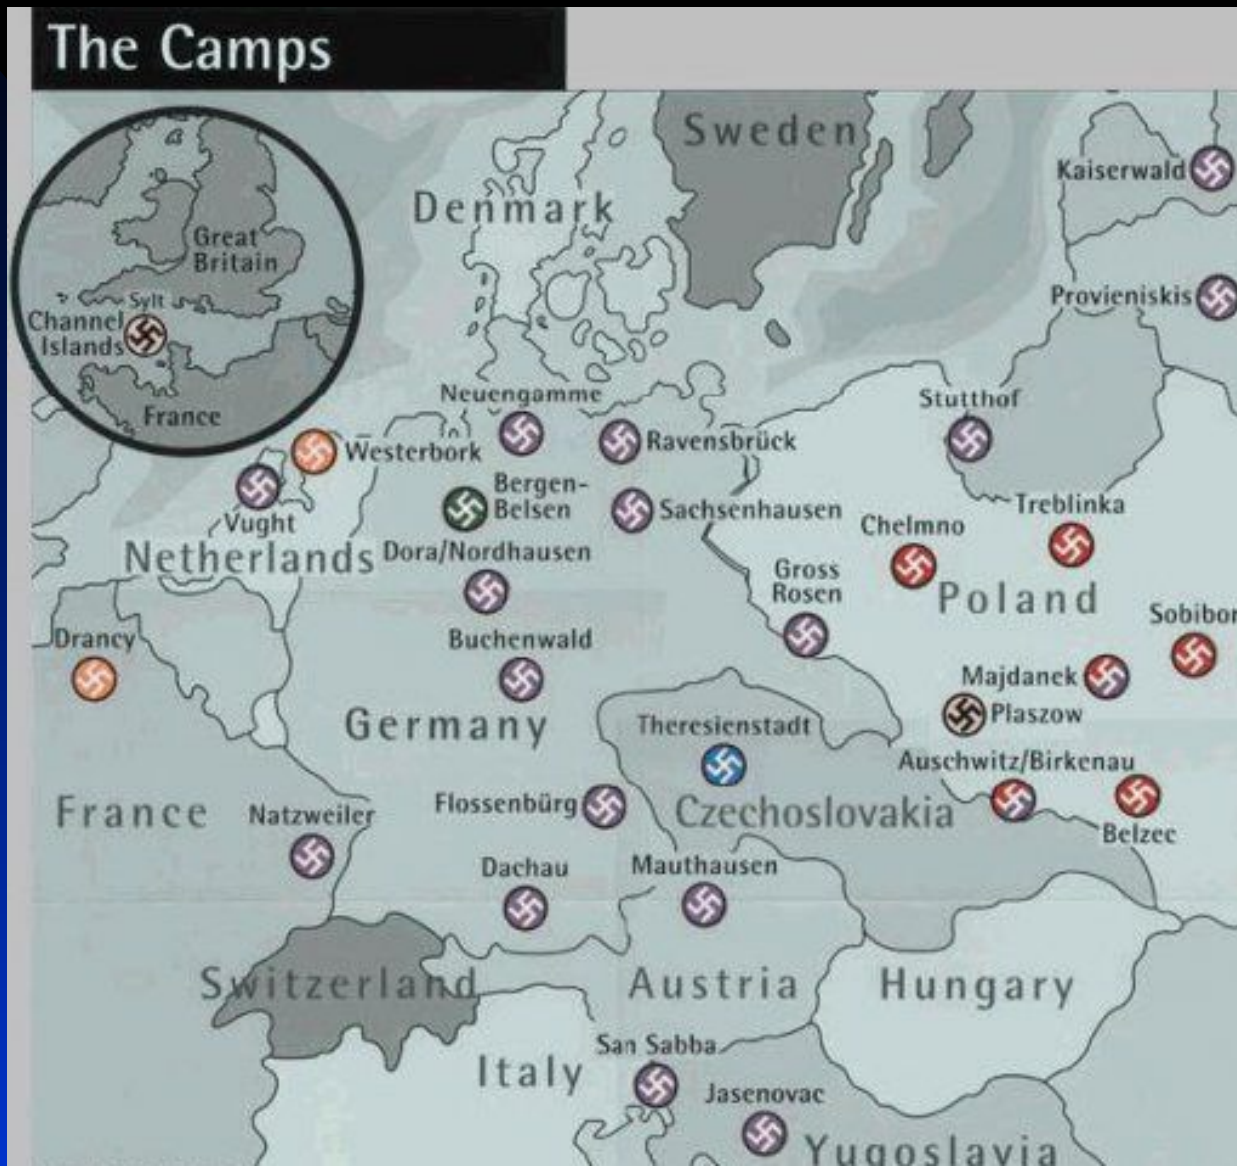 The Camps
Sweden
Kaiserwald
Denmark
Great
Britain
Sylt
Channel
Islands
Provieniskis
France
Neuengamme
Stutthof
Westerbork
Ravensbrück
Bergen-
Belsen
Sachsenhausen
Vught
Treblinka
Chelmno
Netherlands
Dora/Nordhausen
Gross
Rosen
Poland
Sobibor
Drancy
Buchenwald
Majdanek
Plaszow
Germany
Theresienstadt
Auschwitz/Birkenau
France
Natzweiler
Flossenbürg
Czechoslovakia
Belzec
Dachau
Mauthausen
Switzerland
Austria
Hungary
San Sabba
Italy
Jasenovac
Yugoslavia